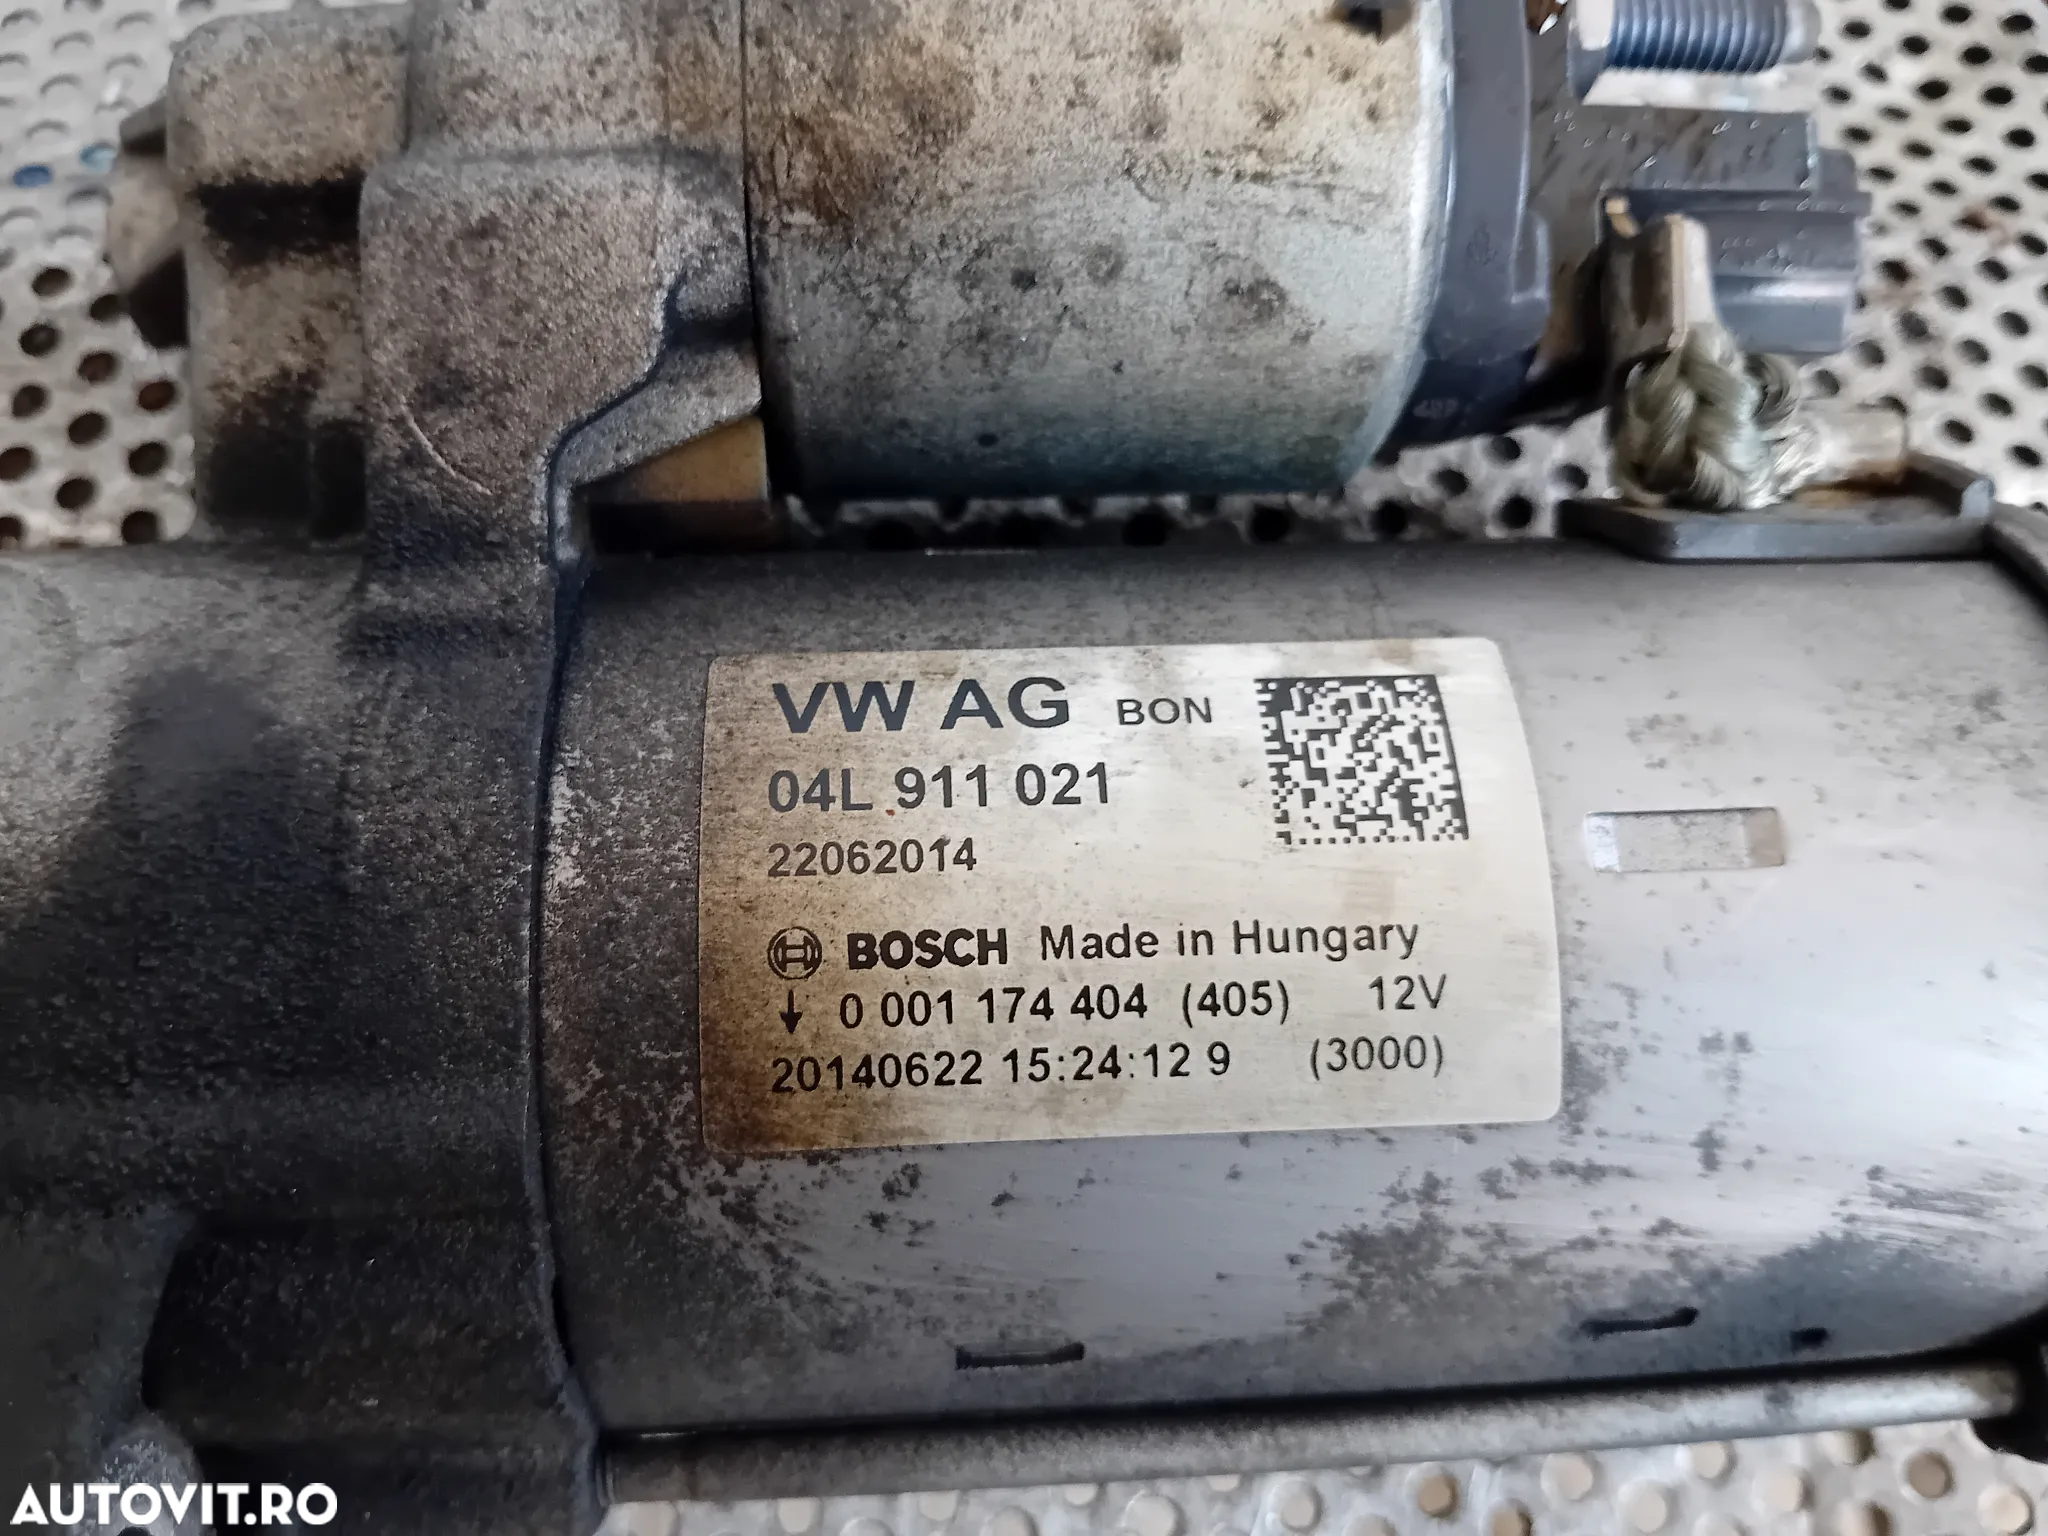 VW AG BON
04L 911 021
22062014
BOSCH Made in Hungary
0 001 174 404 (405) 12V
20140622 15:24:12 9 (3000)
AUTOVIT.RO